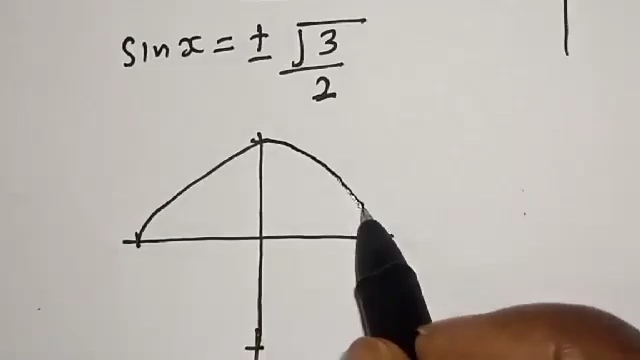 sin x = ± √3/2